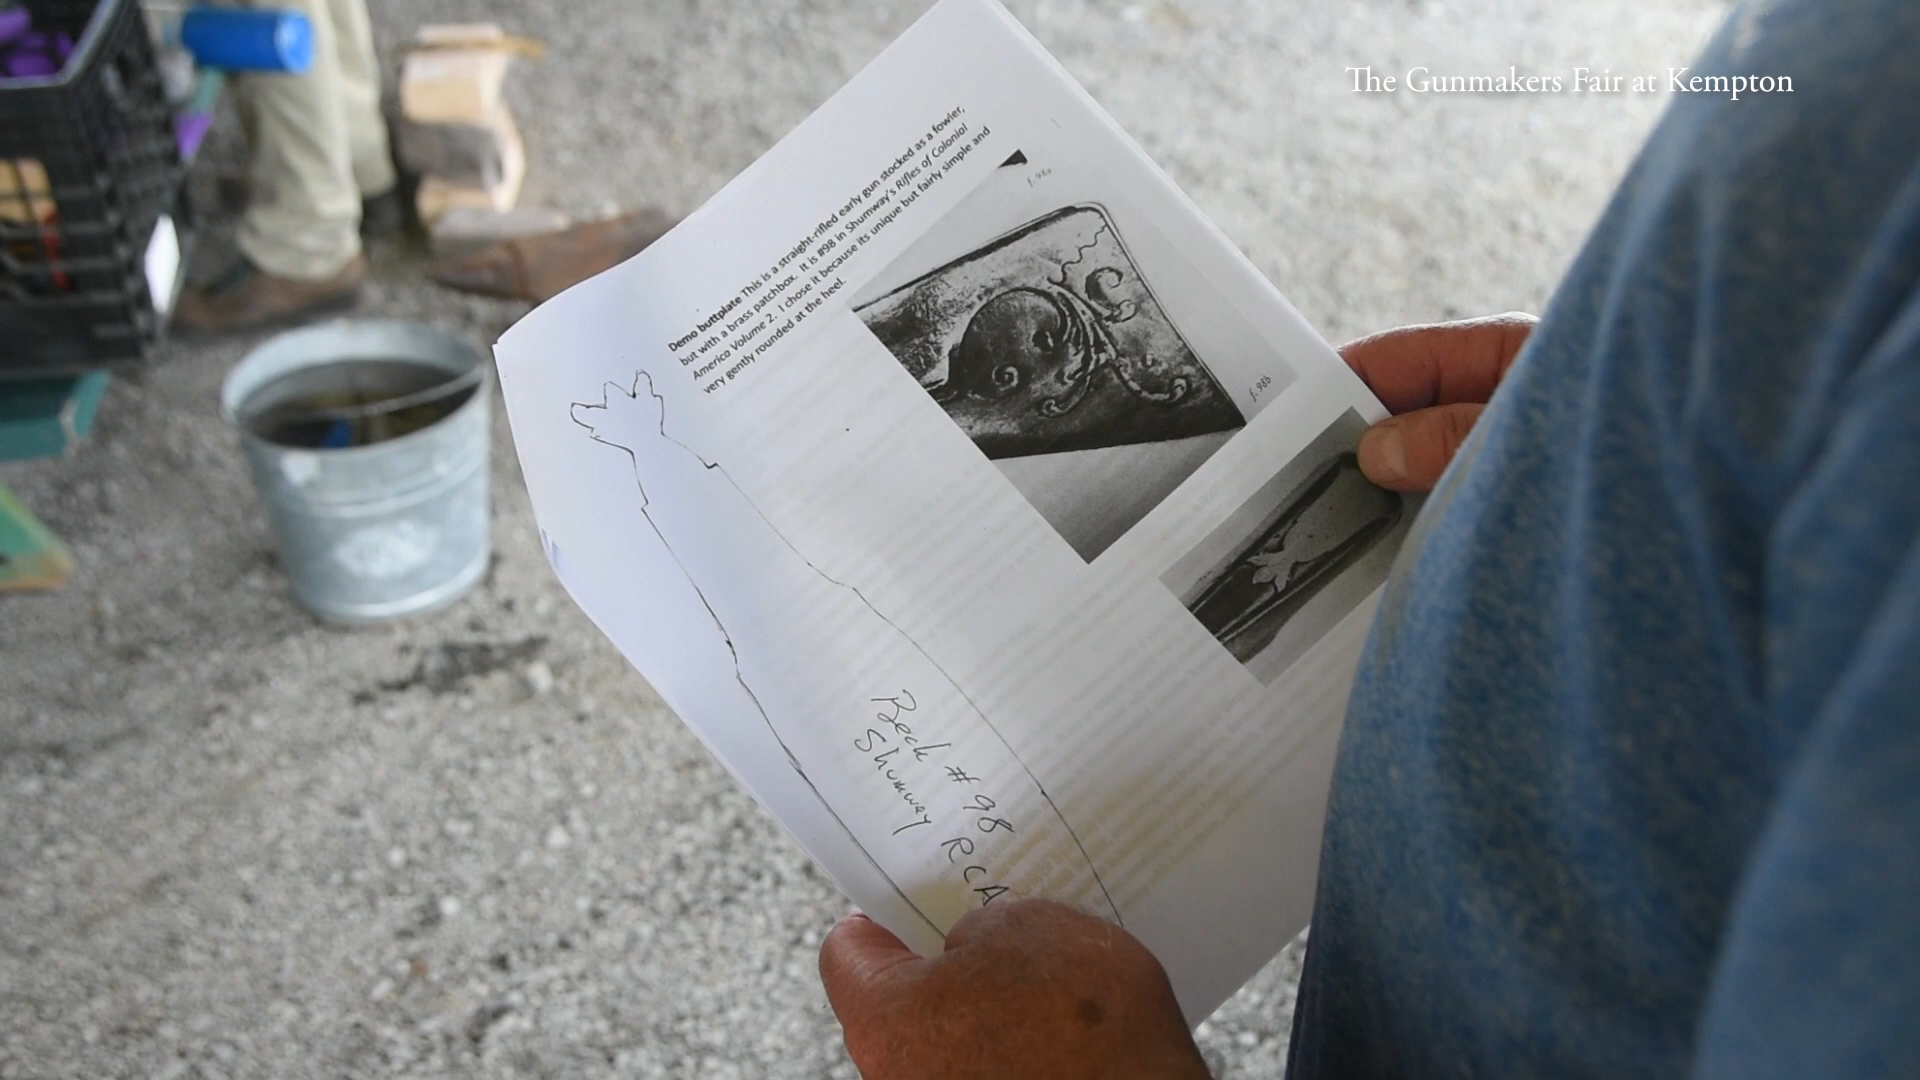 The Gunmakers Fair at Kempton
Demo buttplate This is a straight-rifled early gun stocked as a fowler,
but with a brass patchbox. It is #98 in Shumway's Rifles of Colonial
America Volume 2. I chose it because its unique but fairly simple and
very gently rounded at the heel.
f.98a
f.98b
Beck #98
Shumway RCA